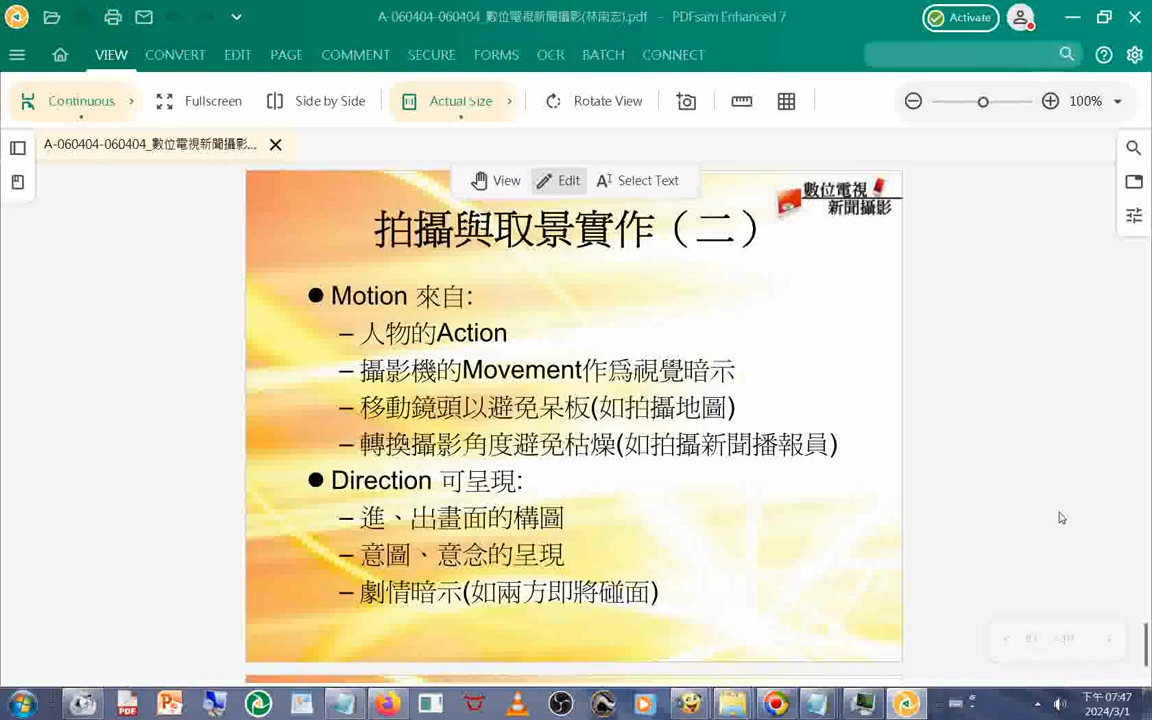 A-060404-060404_數位電視新聞攝影(林南宏).pdf — PDFsam Enhanced 7
Activate
VIEW CONVERT EDIT PAGE COMMENT SECURE FORMS OCR BATCH CONNECT
Continuous Fullscreen Side by Side Actual Size Rotate View 100%
A-060404-060404_數位電視新聞攝影...
View Edit Select Text
數位電視
新聞攝影
拍攝與取景實作（二）
Motion 來自:
– 人物的Action
– 攝影機的Movement作為視覺暗示
– 移動鏡頭以避免呆板(如拍攝地圖)
– 轉換攝影角度避免枯燥(如拍攝新聞播報員)
Direction 可呈現:
– 進、出畫面的構圖
– 意圖、意念的呈現
– 劇情暗示(如兩方即將碰面)
PDF
下午 07:47
2024/3/1